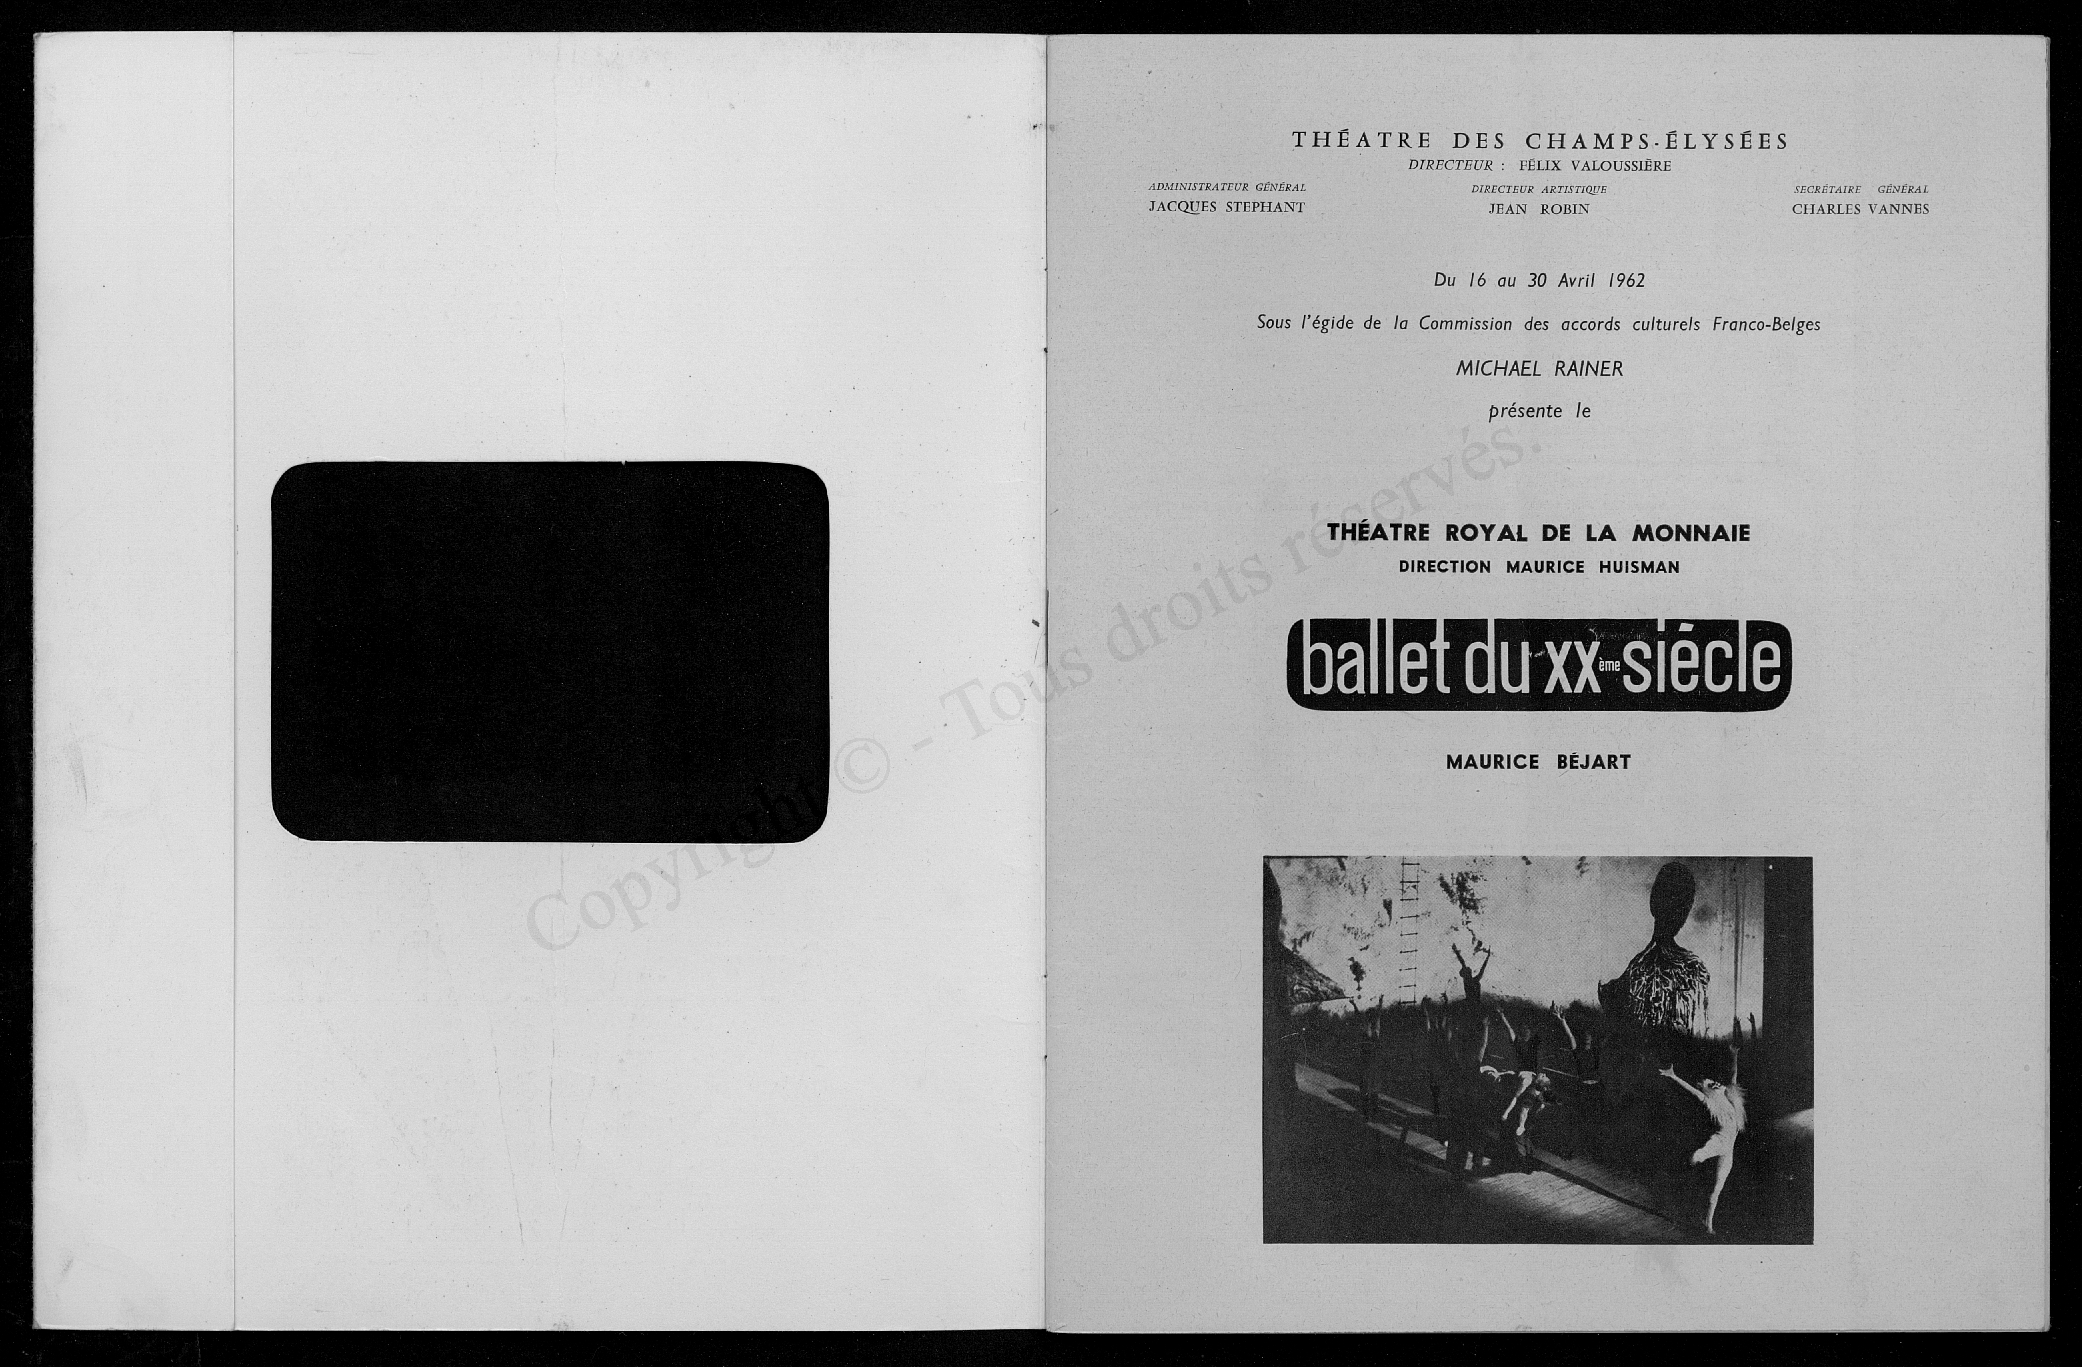 THÉATRE DES CHAMPS-ÉLYSÉES
DIRECTEUR : FÉLIX VALOUSSIÈRE
ADMINISTRATEUR GÉNÉRAL DIRECTEUR ARTISTIQUE SECRÉTAIRE GÉNÉRAL
JACQUES STEPHANT JEAN ROBIN CHARLES VANNES
Du 16 au 30 Avril 1962
Sous l'égide de la Commission des accords culturels Franco-Belges
MICHAEL RAINER
présente le
THÉATRE ROYAL DE LA MONNAIE
DIRECTION MAURICE HUISMAN
ballet du XXème siécle
MAURICE BÉJART
Copyright © - Tous droits réservés.